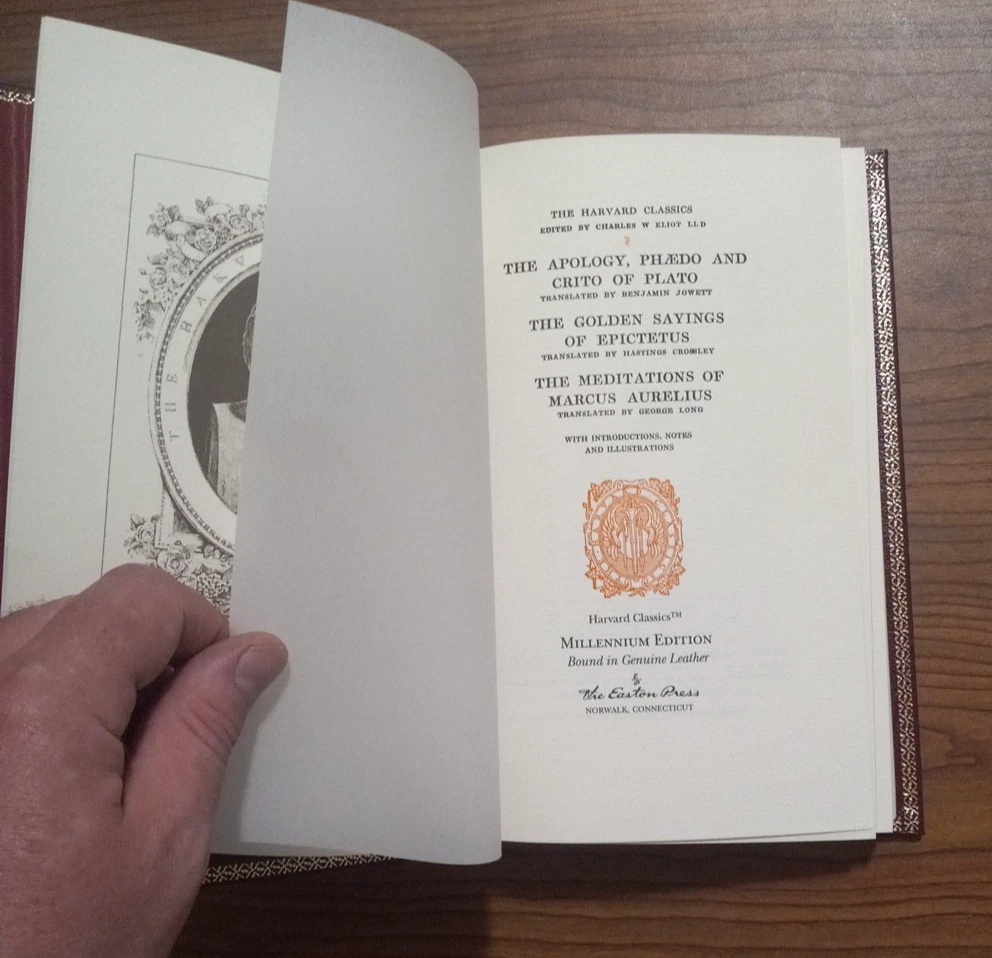 THE HARVARD CLASSICS
EDITED BY CHARLES W ELIOT LLD
THE APOLOGY, PHÆDO AND
CRITO OF PLATO
TRANSLATED BY BENJAMIN JOWETT
THE GOLDEN SAYINGS
OF EPICTETUS
TRANSLATED BY HASTINGS CROSSLEY
THE MEDITATIONS OF
MARCUS AURELIUS
TRANSLATED BY GEORGE LONG
WITH INTRODUCTIONS, NOTES
AND ILLUSTRATIONS
Harvard Classics™
MILLENNIUM EDITION
Bound in Genuine Leather
The Easton Press
NORWALK, CONNECTICUT
THE HARV